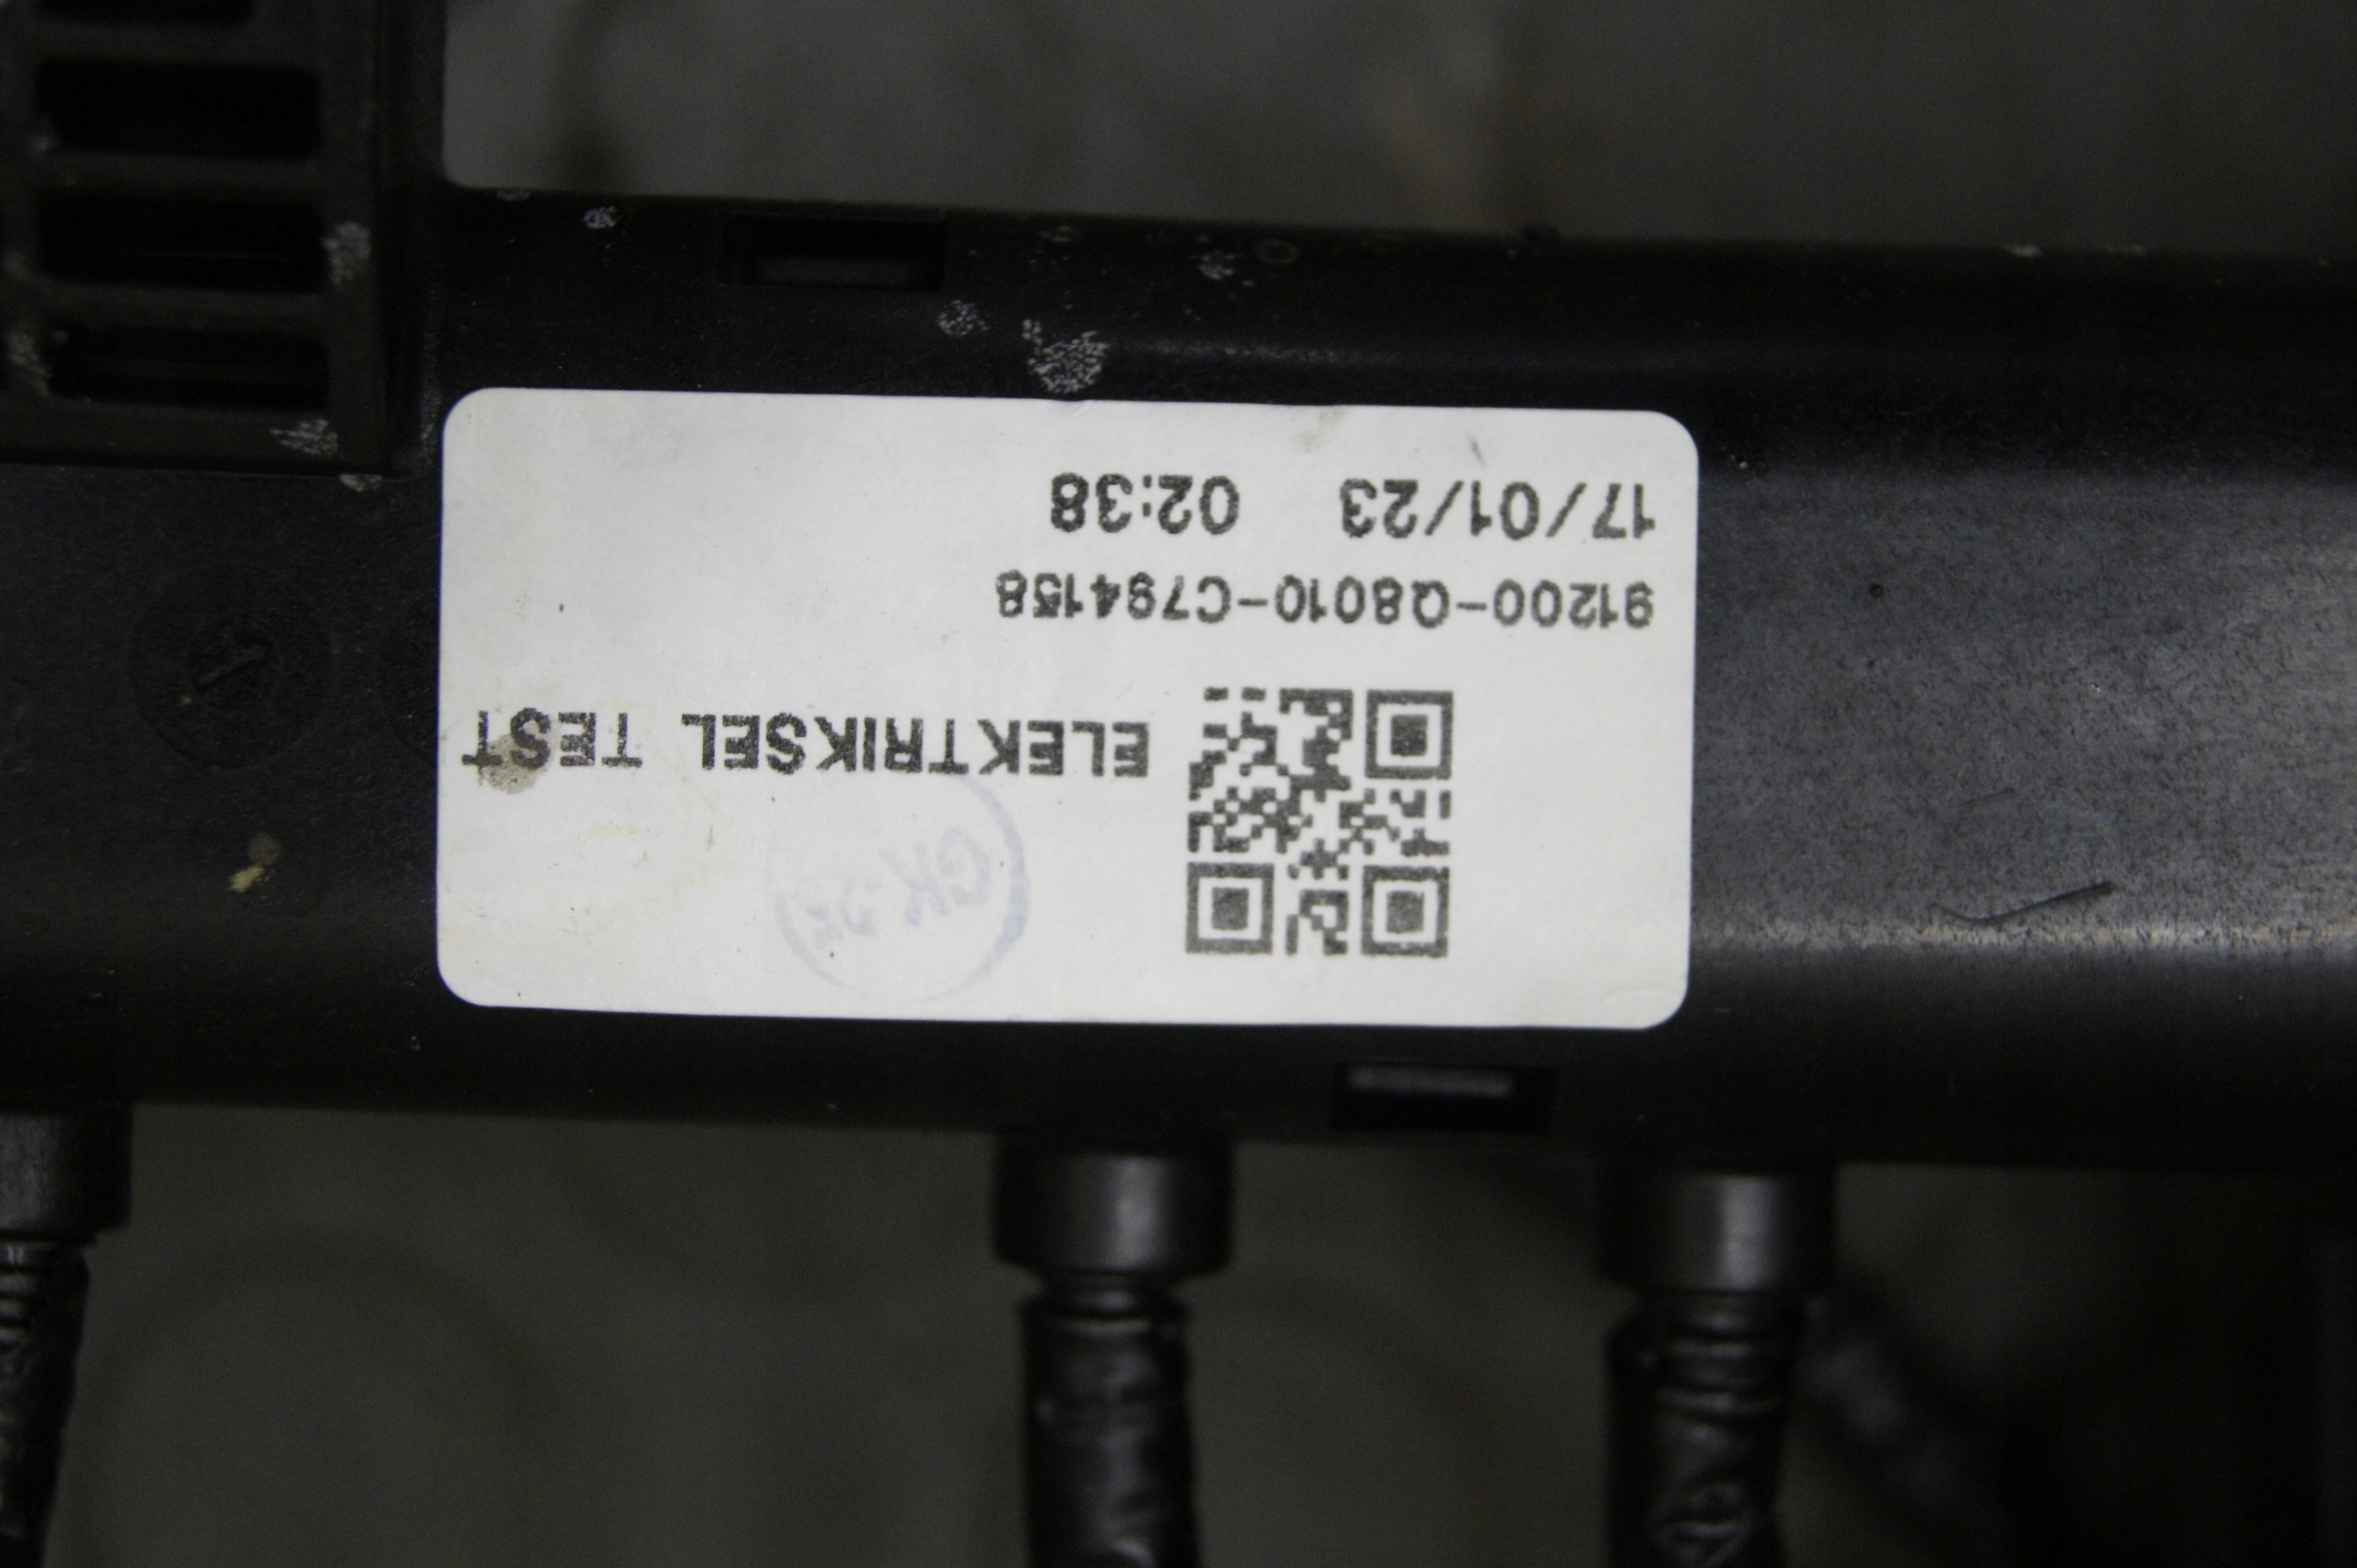 ELEKTRIKSEL TEST
91200-Q8010-C794158
17/01/23 02:38